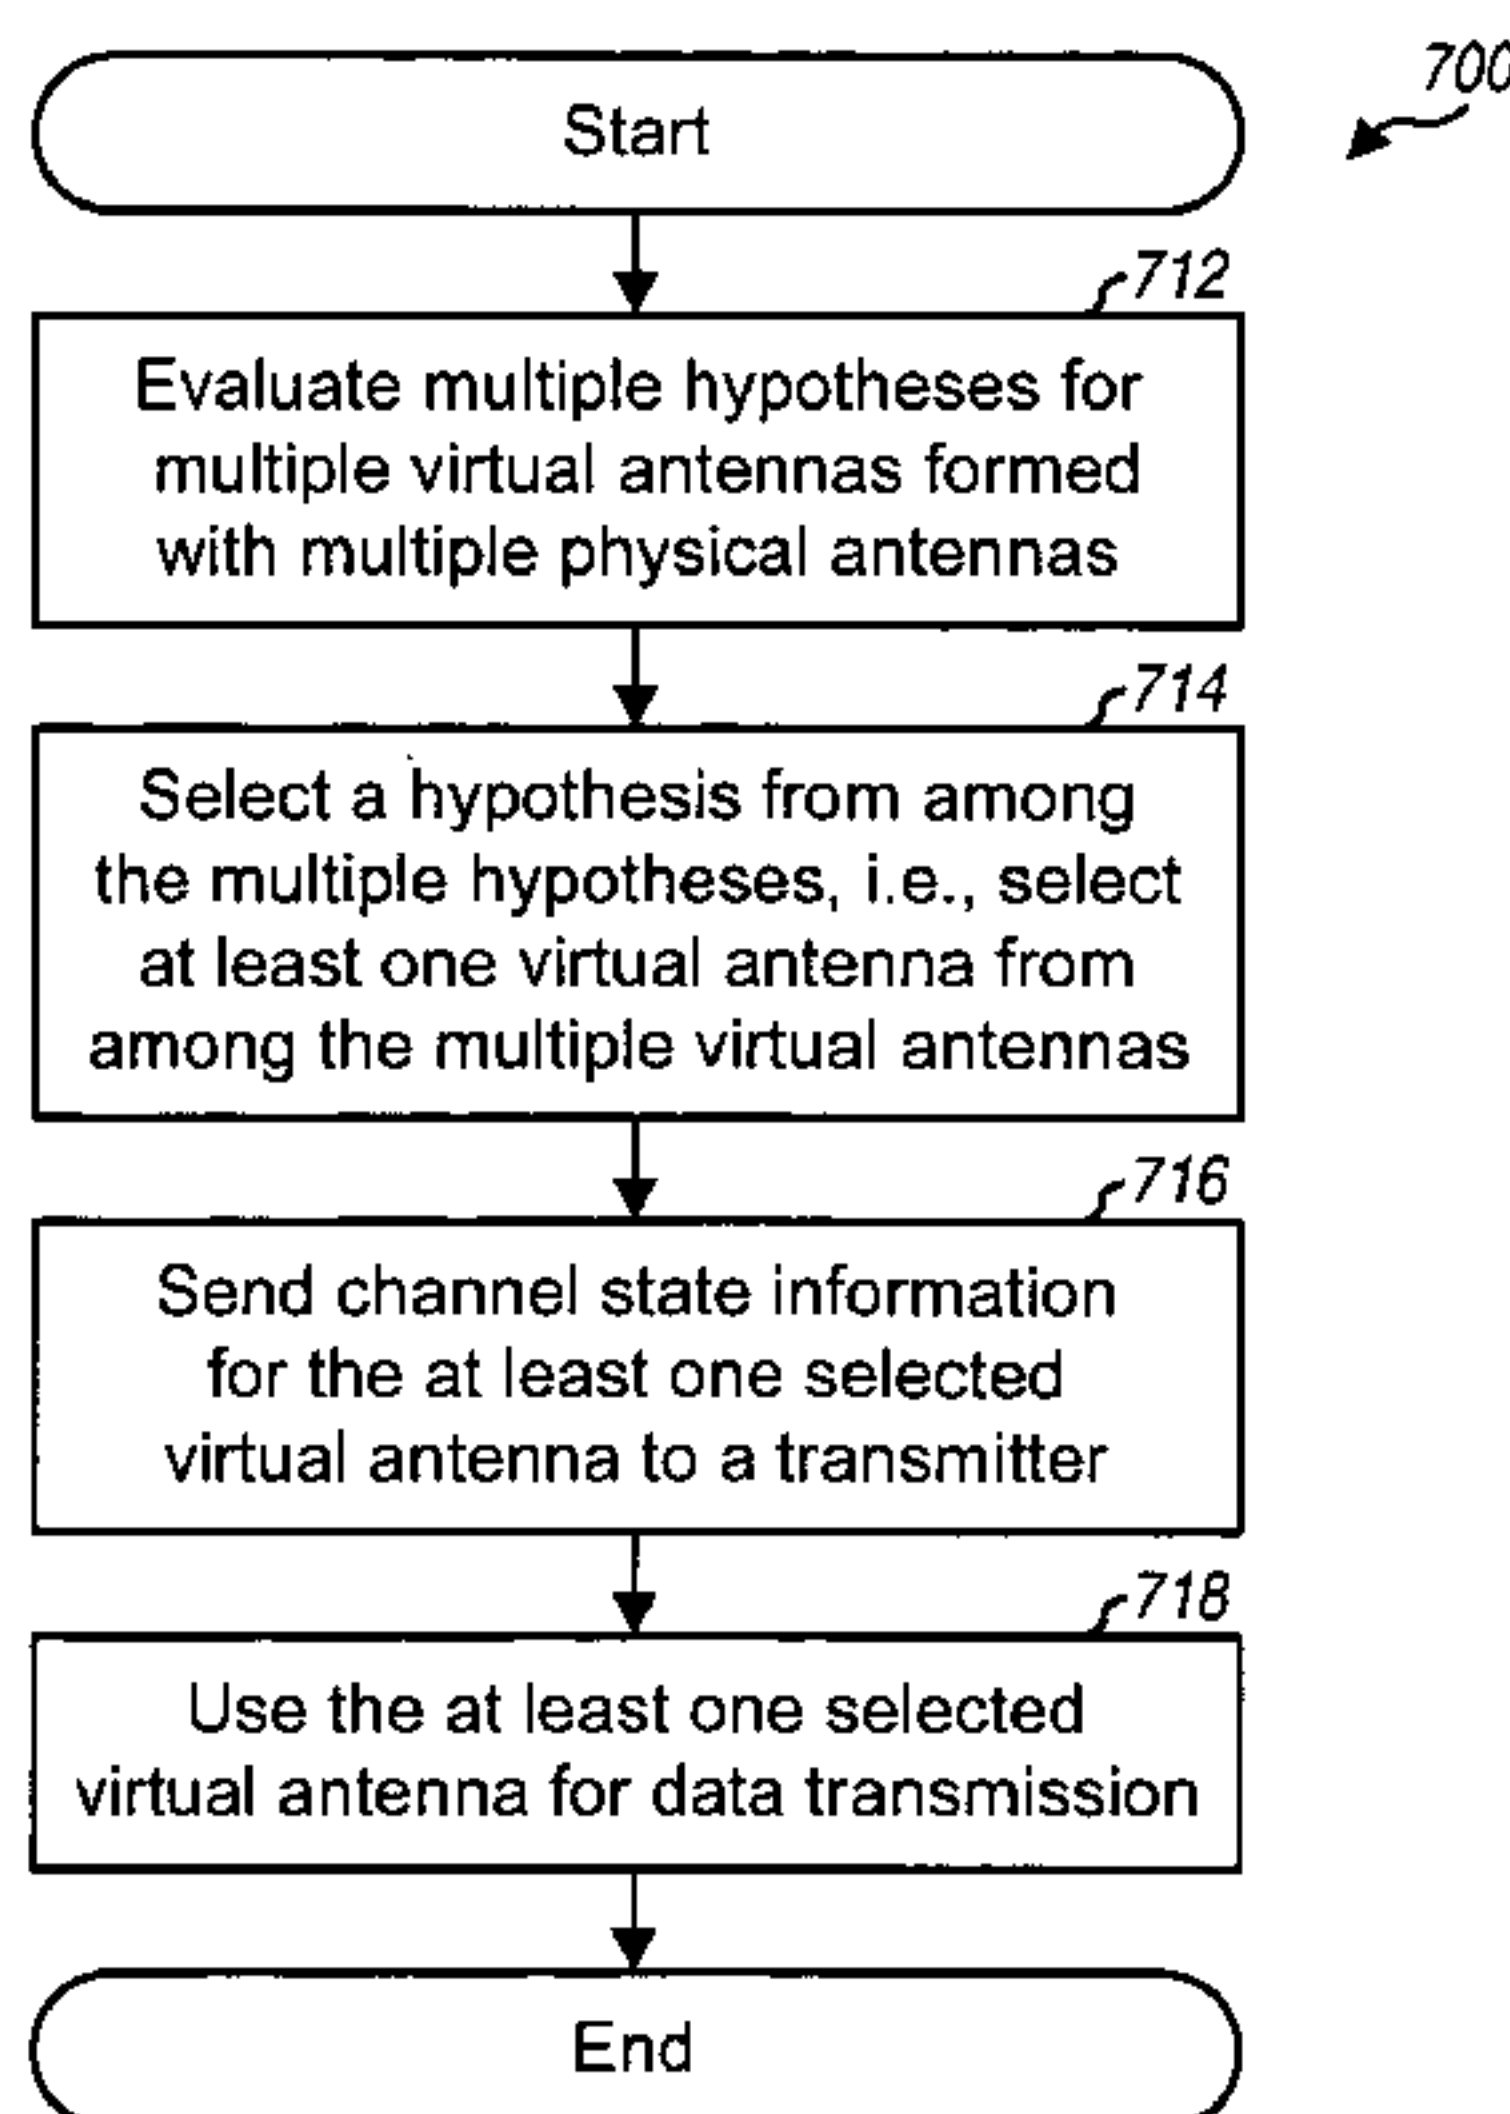 700
Start
712
Evaluate multiple hypotheses for
multiple virtual antennas formed
with multiple physical antennas
714
Select a hypothesis from among
the multiple hypotheses, i.e., select
at least one virtual antenna from
among the multiple virtual antennas
716
Send channel state information
for the at least one selected
virtual antenna to a transmitter
718
Use the at least one selected
virtual antenna for data transmission
End